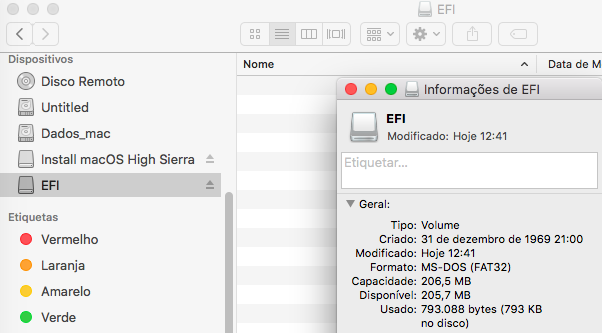 EFI
Dispositivos
Disco Remoto
Untitled
Dados_mac
Install macOS High Sierra
EFI
Etiquetas
Vermelho
Laranja
Amarelo
Verde
Nome
Data de M
Informações de EFI
EFI
Modificado: Hoje 12:41
Etiquetar...
Geral:
Tipo: Volume
Criado: 31 de dezembro de 1969 21:00
Modificado: Hoje 12:41
Formato: MS-DOS (FAT32)
Capacidade: 206,5 MB
Disponível: 205,7 MB
Usado: 793.088 bytes (793 KB
no disco)